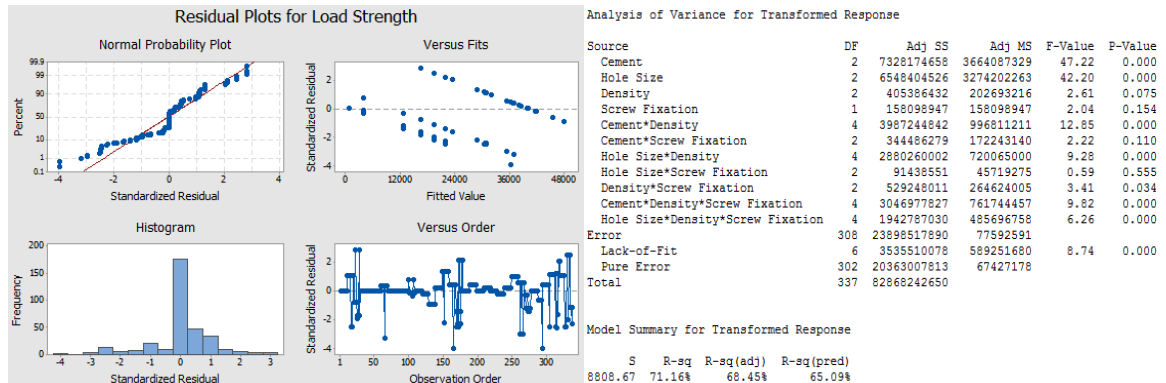 Residual Plots for Load Strength
Normal Probability Plot
99.9
99
90
50
10
1
0.1
Percent
-4 -2 0 2 4
Standardized Residual
Versus Fits
2
0
-2
-4
Standardized Residual
0 12000 24000 36000 48000
Fitted Value
Histogram
200
150
100
50
0
Frequency
-4 -3 -2 -1 0 1 2 3
Standardized Residual
Versus Order
2
0
-2
-4
Standardized Residual
1 50 100 150 200 250 300
Observation Order
Analysis of Variance for Transformed Response
Source DF Adj SS Adj MS F-Value P-Value
Cement 2 7328174658 3664087329 47.22 0.000
Hole Size 2 6548404526 3274202263 42.20 0.000
Density 2 405386432 202693216 2.61 0.075
Screw Fixation 1 158098947 158098947 2.04 0.154
Cement*Density 4 3987244842 996811211 12.85 0.000
Cement*Screw Fixation 2 344486279 172243140 2.22 0.110
Hole Size*Density 4 2880260002 720065000 9.28 0.000
Hole Size*Screw Fixation 2 91438551 45719275 0.59 0.555
Density*Screw Fixation 2 529248011 264624005 3.41 0.034
Cement*Density*Screw Fixation 4 3046977827 761744457 9.82 0.000
Hole Size*Density*Screw Fixation 4 1942787030 485696758 6.26 0.000
Error 308 23898517890 77592591
Lack-of-Fit 6 3535510078 589251680 8.74 0.000
Pure Error 302 20363007813 67427178
Total 337 82868242650
Model Summary for Transformed Response
S R-sq R-sq(adj) R-sq(pred)
8808.67 71.16% 68.45% 65.09%